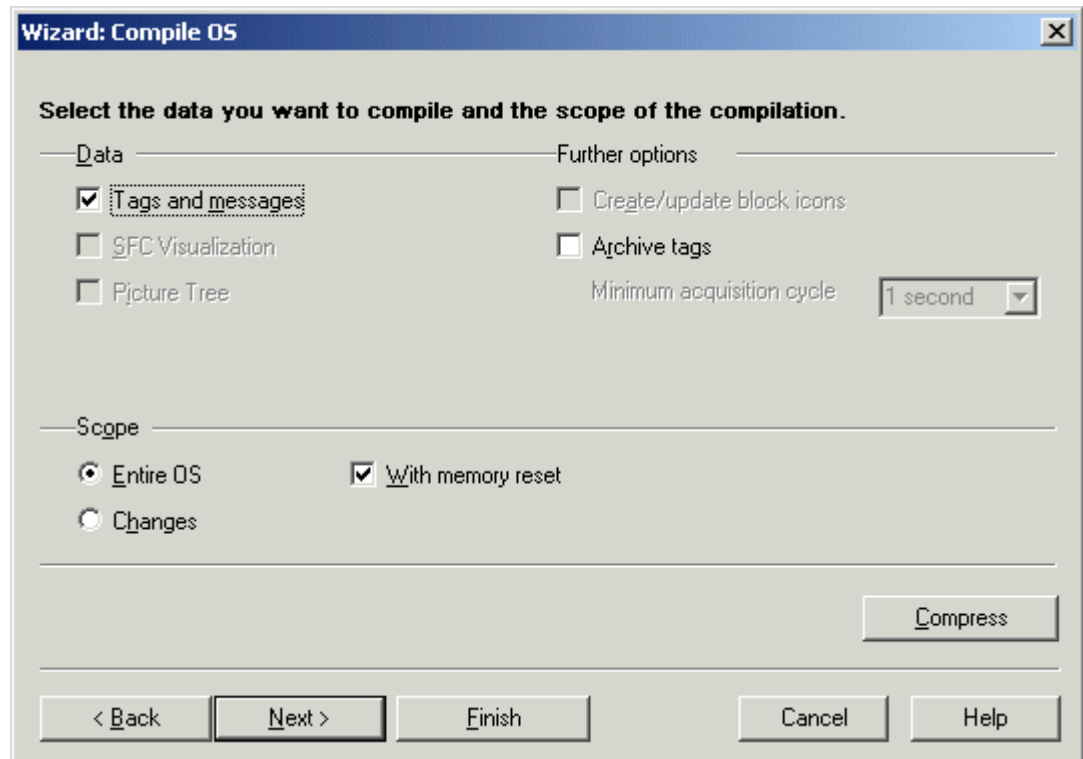 Wizard: Compile OS
Select the data you want to compile and the scope of the compilation.
Data
Further options
Tags and messages
Create/update block icons
SFC Visualization
Archive tags
Picture Tree
Minimum acquisition cycle
1 second
Scope
Entire OS
With memory reset
Changes
Compress
< Back
Next >
Finish
Cancel
Help